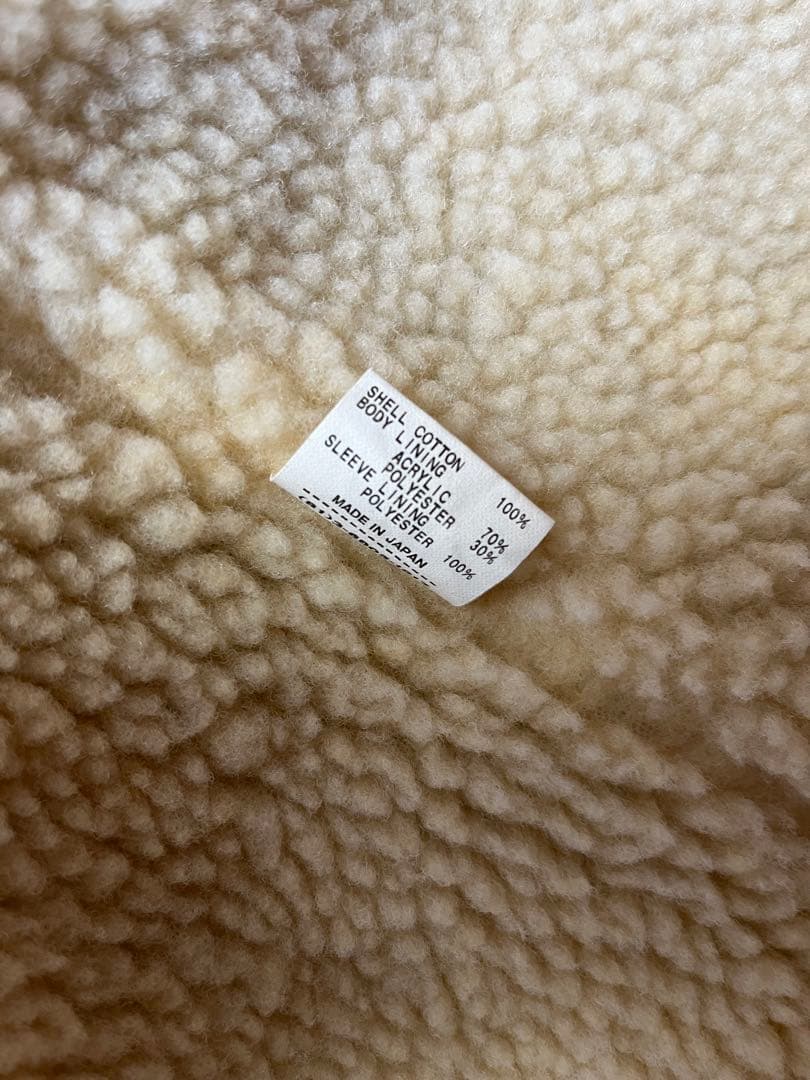 SHELL COTTON 100%
BODY LINING
ACRYLIC 70%
POLYESTER 30%
SLEEVE LINING
POLYESTER 100%
MADE IN JAPAN